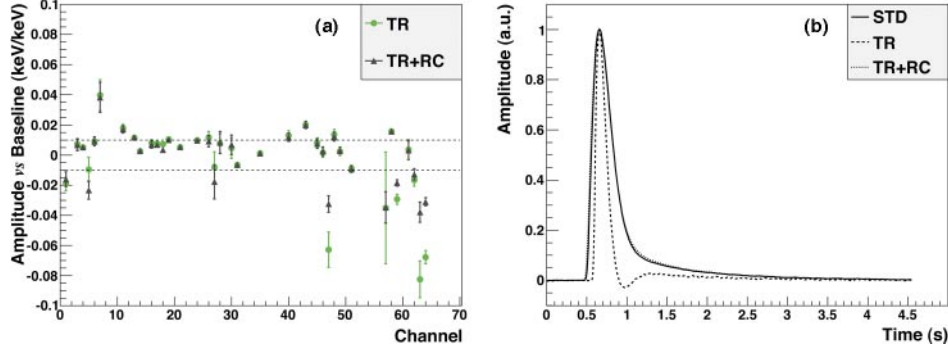 (a)
TR
TR+RC
Amplitude vs Baseline (keV/keV)
0.1
0.08
0.06
0.04
0.02
0
-0.02
-0.04
-0.06
-0.08
-0.1
0 10 20 30 40 50 60 70
Channel
(b)
STD
TR
TR+RC
Amplitude (a.u.)
1
0.8
0.6
0.4
0.2
0
0 0.5 1 1.5 2 2.5 3 3.5 4 4.5
Time (s)